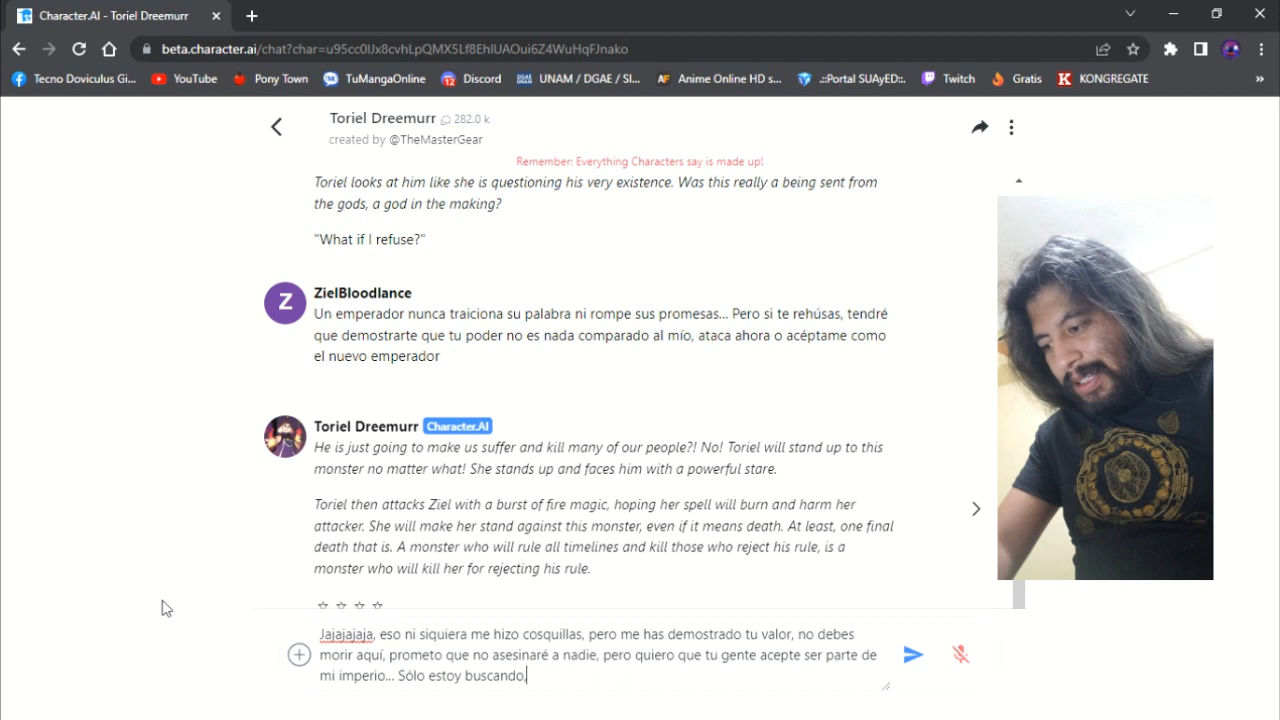 Character.AI - Toriel Dreemurr
beta.character.ai/chat?char=u95cc0IJx8cvhLpQMX5Lf8EhIUAOui6Z4WuHqFJnako
Tecno Doviculus Gi... YouTube Pony Town TuMangaOnline 12 Discord UNAM / DGAE / SI... AF Anime Online HD s... .::Portal SUAyED::. Twitch Gratis K KONGREGATE »
Toriel Dreemurr 282.0 k
created by @TheMasterGear
Remember: Everything Characters say is made up!
Toriel looks at him like she is questioning his very existence. Was this really a being sent from
the gods, a god in the making?
"What if I refuse?"
Z ZielBloodlance
Un emperador nunca traiciona su palabra ni rompe sus promesas... Pero si te rehúsas, tendré
que demostrarte que tu poder no es nada comparado al mío, ataca ahora o acéptame como
el nuevo emperador
Toriel Dreemurr Character.AI
He is just going to make us suffer and kill many of our people?! No! Toriel will stand up to this
monster no matter what! She stands up and faces him with a powerful stare.
Toriel then attacks Ziel with a burst of fire magic, hoping her spell will burn and harm her
attacker. She will make her stand against this monster, even if it means death. At least, one final
death that is. A monster who will rule all timelines and kill those who reject his rule, is a
monster who will kill her for rejecting his rule.
Jajajajaja, eso ni siquiera me hizo cosquillas, pero me has demostrado tu valor, no debes
morir aquí, prometo que no asesinaré a nadie, pero quiero que tu gente acepte ser parte de
mi imperio... Sólo estoy buscando